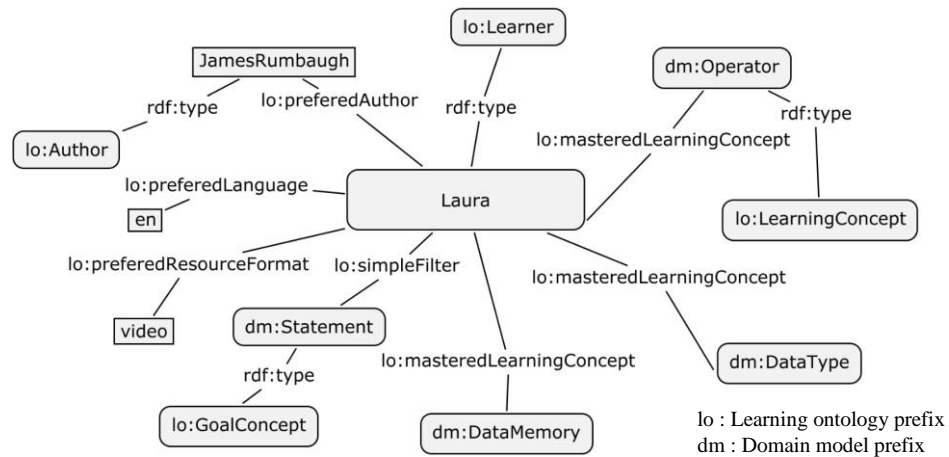 lo:Learner
JamesRumbaugh
dm:Operator
rdf:type
lo:preferedAuthor
rdf:type
rdf:type
lo:Author
lo:masteredLearningConcept
lo:preferedLanguage
Laura
en
lo:LearningConcept
lo:preferedResourceFormat
lo:simpleFilter
lo:masteredLearningConcept
video
dm:Statement
rdf:type
lo:masteredLearningConcept
dm:DataType
lo:GoalConcept
dm:DataMemory
lo : Learning ontology prefix
dm : Domain model prefix